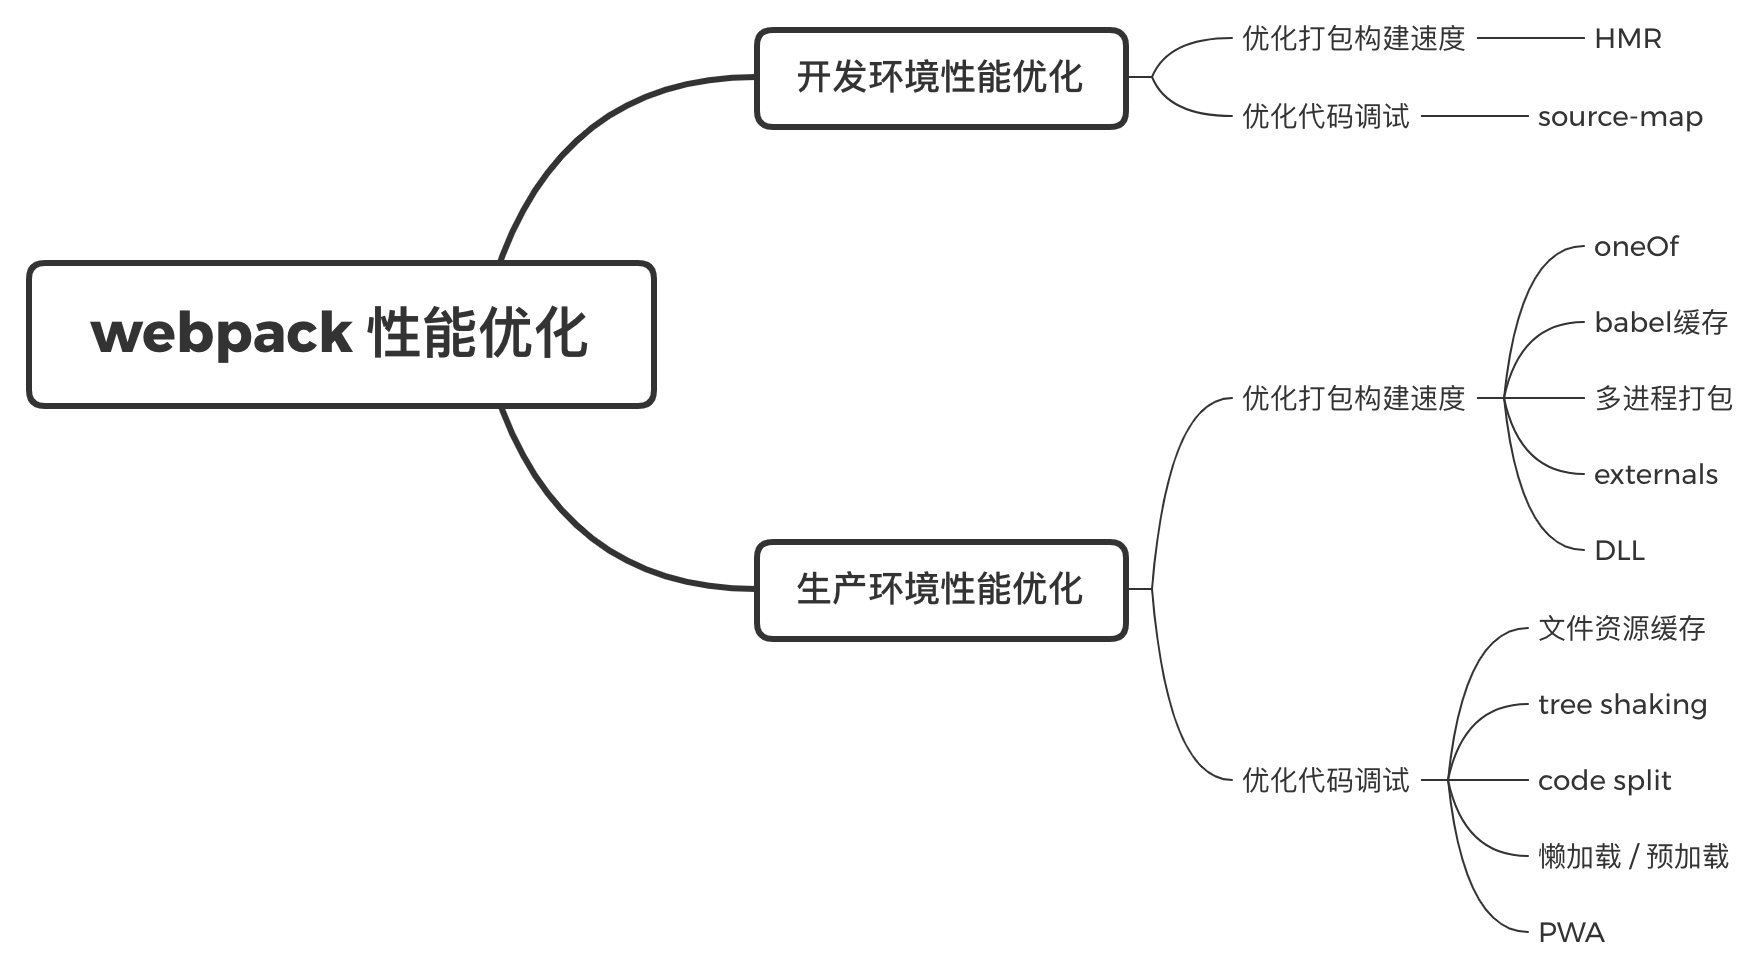 webpack 性能优化
开发环境性能优化
优化打包构建速度
HMR
优化代码调试
source-map
生产环境性能优化
优化打包构建速度
oneOf
babel缓存
多进程打包
externals
DLL
优化代码调试
文件资源缓存
tree shaking
code split
懒加载 / 预加载
PWA